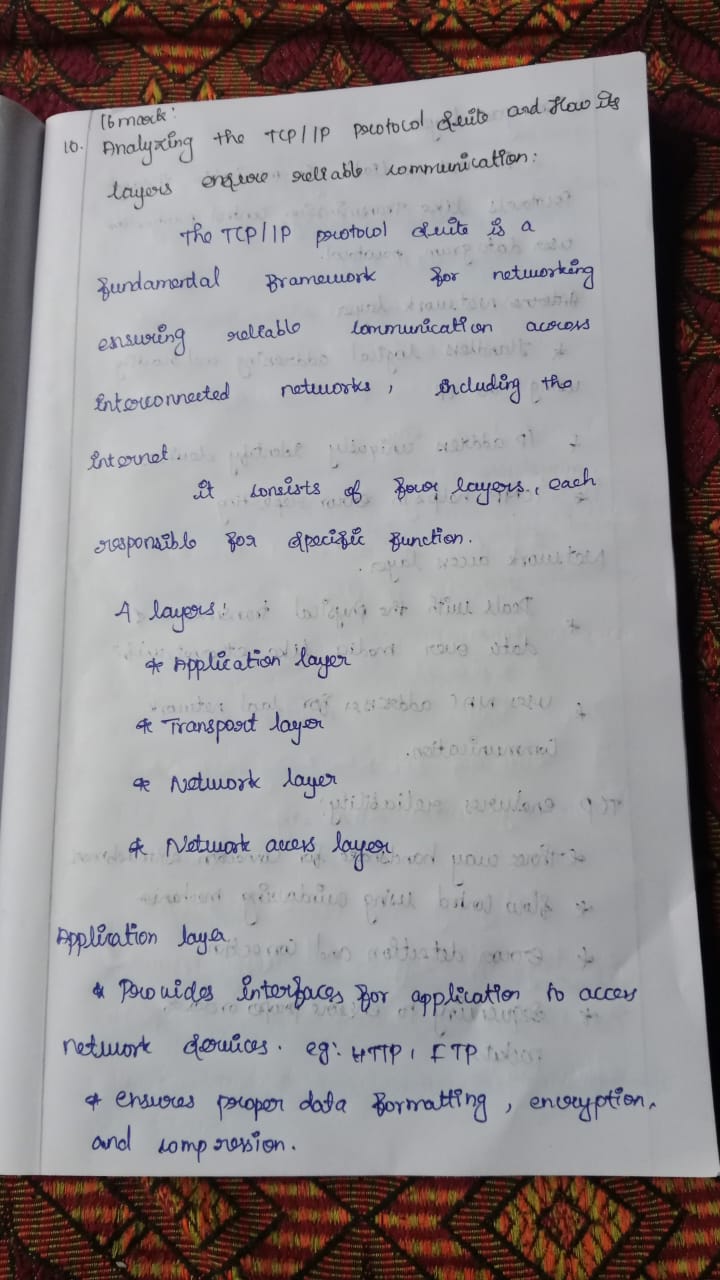 16 mark:
10. Analyzing the TCP/IP protocol suite and How its
layers ensure reliable communication:
The TCP/IP protocol suite is a
fundamental framework for networking
ensuring reliable communication across
interconnected networks, including the
internet.
it consists of four layers, each
responsible for specific function.
4 layers:
* Application layer
* Transport layer
* Network layer
* Network access layer
Application layer
* Provides interfaces for application to access
network services. eg: HTTP, FTP
* ensures proper data formatting, encryption,
and compression.